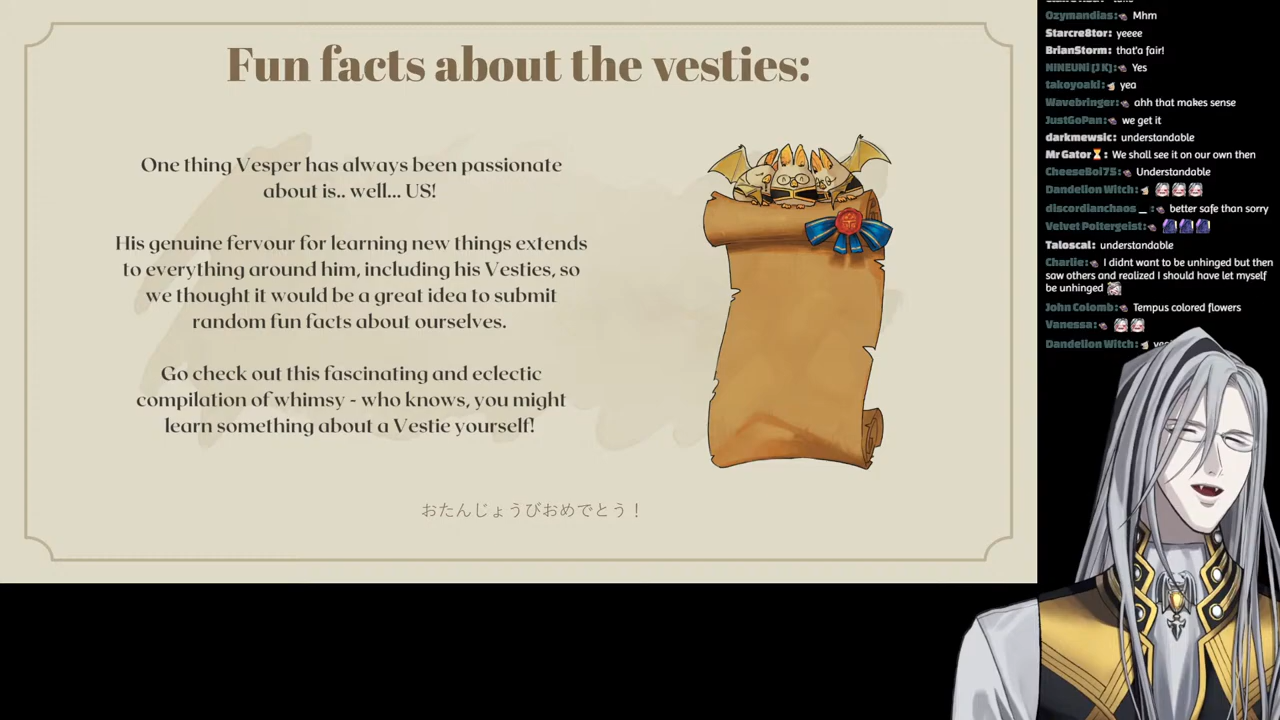 Fun facts about the vesties:
One thing Vesper has always been passionate
about is.. well... US!
His genuine fervour for learning new things extends
to everything around him, including his Vesties, so
we thought it would be a great idea to submit
random fun facts about ourselves.
Go check out this fascinating and eclectic
compilation of whimsy - who knows, you might
learn something about a Vestie yourself!
おたんじょうびおめでとう！
Ozymandias: Mhm
Starcre8tor: yeeee
BrianStorm: that'a fair!
NINEUNI [J K]: Yes
takoyoaki: yea
Wavebringer: ahh that makes sense
JustGoPan: we get it
darkmewsic: understandable
Mr Gator⌛: We shall see it on our own then
CheeseBoi75: Understandable
Dandelion Witch:
discordianchaos _: better safe than sorry
Velvet Poltergeist:
Taloscal: understandable
Charlie: I didnt want to be unhinged but then
saw others and realized I should have let myself
be unhinged
John Colomb: Tempus colored flowers
Vanessa:
Dandelion Witch: